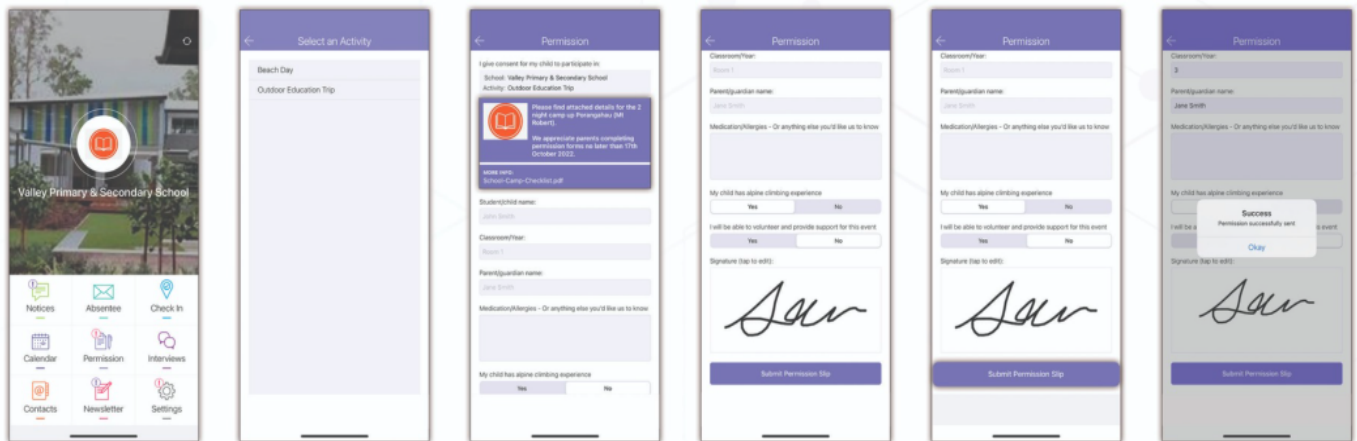 Valley Primary & Secondary School
Notices
Absentee
Check In
Calendar
Permission
Interviews
Contacts
Newsletter
Settings
Select an Activity
Beach Day
Outdoor Education Trip
Permission
I give consent for my child to participate in:
School: Valley Primary & Secondary School
Activity: Outdoor Education Trip
Please find attached details for the 2
night camp up Porangahau (Mt
Robert).
We appreciate parents completing
permission forms no later than 17th
October 2022.
MORE INFO:
School-Camp-Checklist.pdf
Student/child name:
Jane Smith
Classroom/Year:
Room 1
Parent/guardian name:
Jane Smith
Medication/Allergies - Or anything else you'd like us to know
My child has alpine climbing experience
Yes
No
Permission
Classroom/Year:
Room 1
Parent/guardian name:
Jane Smith
Medication/Allergies - Or anything else you'd like us to know
My child has alpine climbing experience
Yes
No
I will be able to volunteer and provide support for this event
Yes
No
Signature (tap to edit):
Submit Permission Slip
Permission
Classroom/Year:
Room 1
Parent/guardian name:
Jane Smith
Medication/Allergies - Or anything else you'd like us to know
My child has alpine climbing experience
Yes
No
I will be able to volunteer and provide support for this event
Yes
No
Signature (tap to edit):
Submit Permission Slip
Permission
Classroom/Year:
3
Parent/guardian name:
Jane Smith
Medication/Allergies - Or anything else you'd like us to know
My child has alpine climbing experience
Success
Permission successfully sent
Okay
I will be a
s event
Signature (tap to edit):
Submit Permission Slip